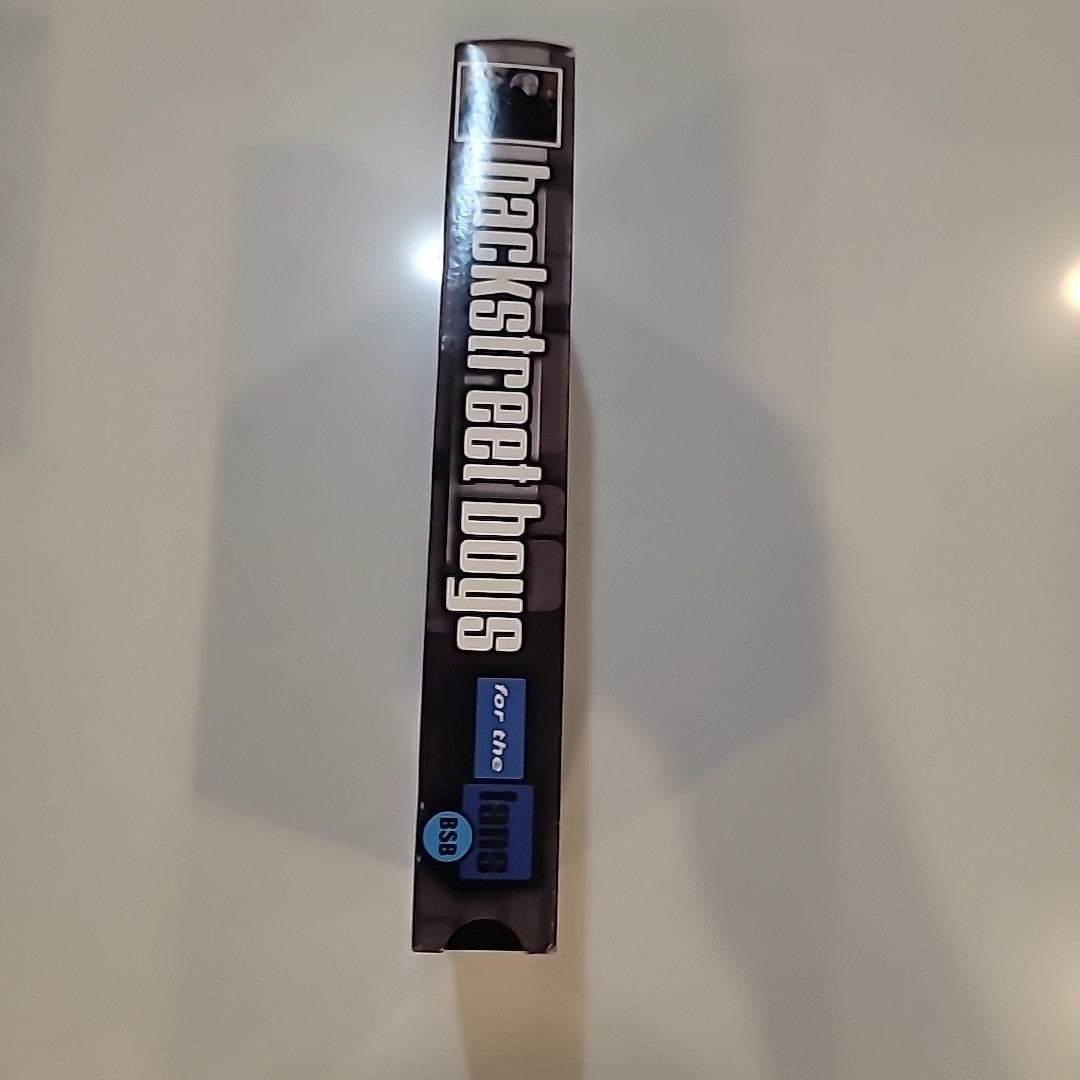 backstreet boys
for the
fans
BSB